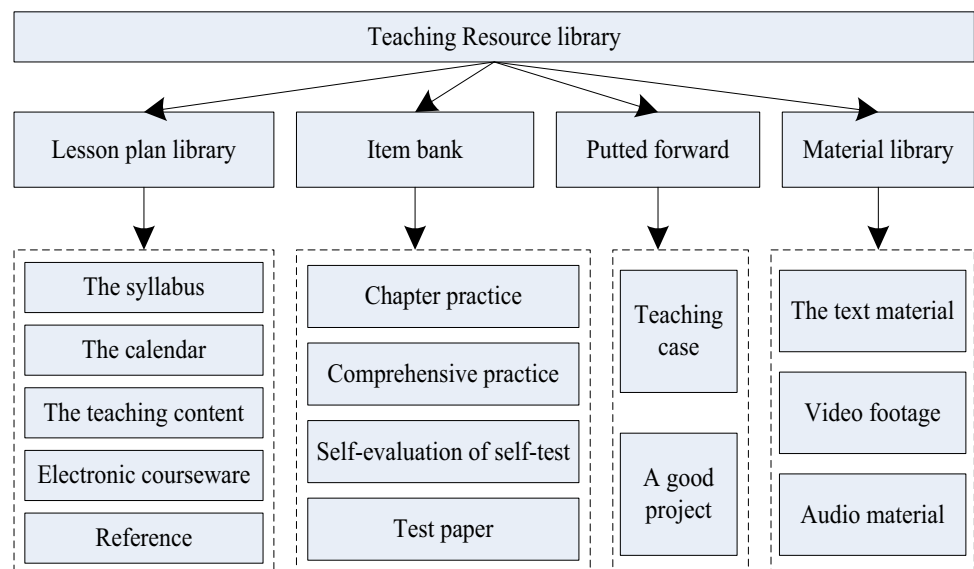 Teaching Resource library
Lesson plan library
Item bank
Putted forward
Material library
The syllabus
The calendar
The teaching content
Electronic courseware
Reference
Chapter practice
Comprehensive practice
Self-evaluation of self-test
Test paper
Teaching
case
A good
project
The text material
Video footage
Audio material